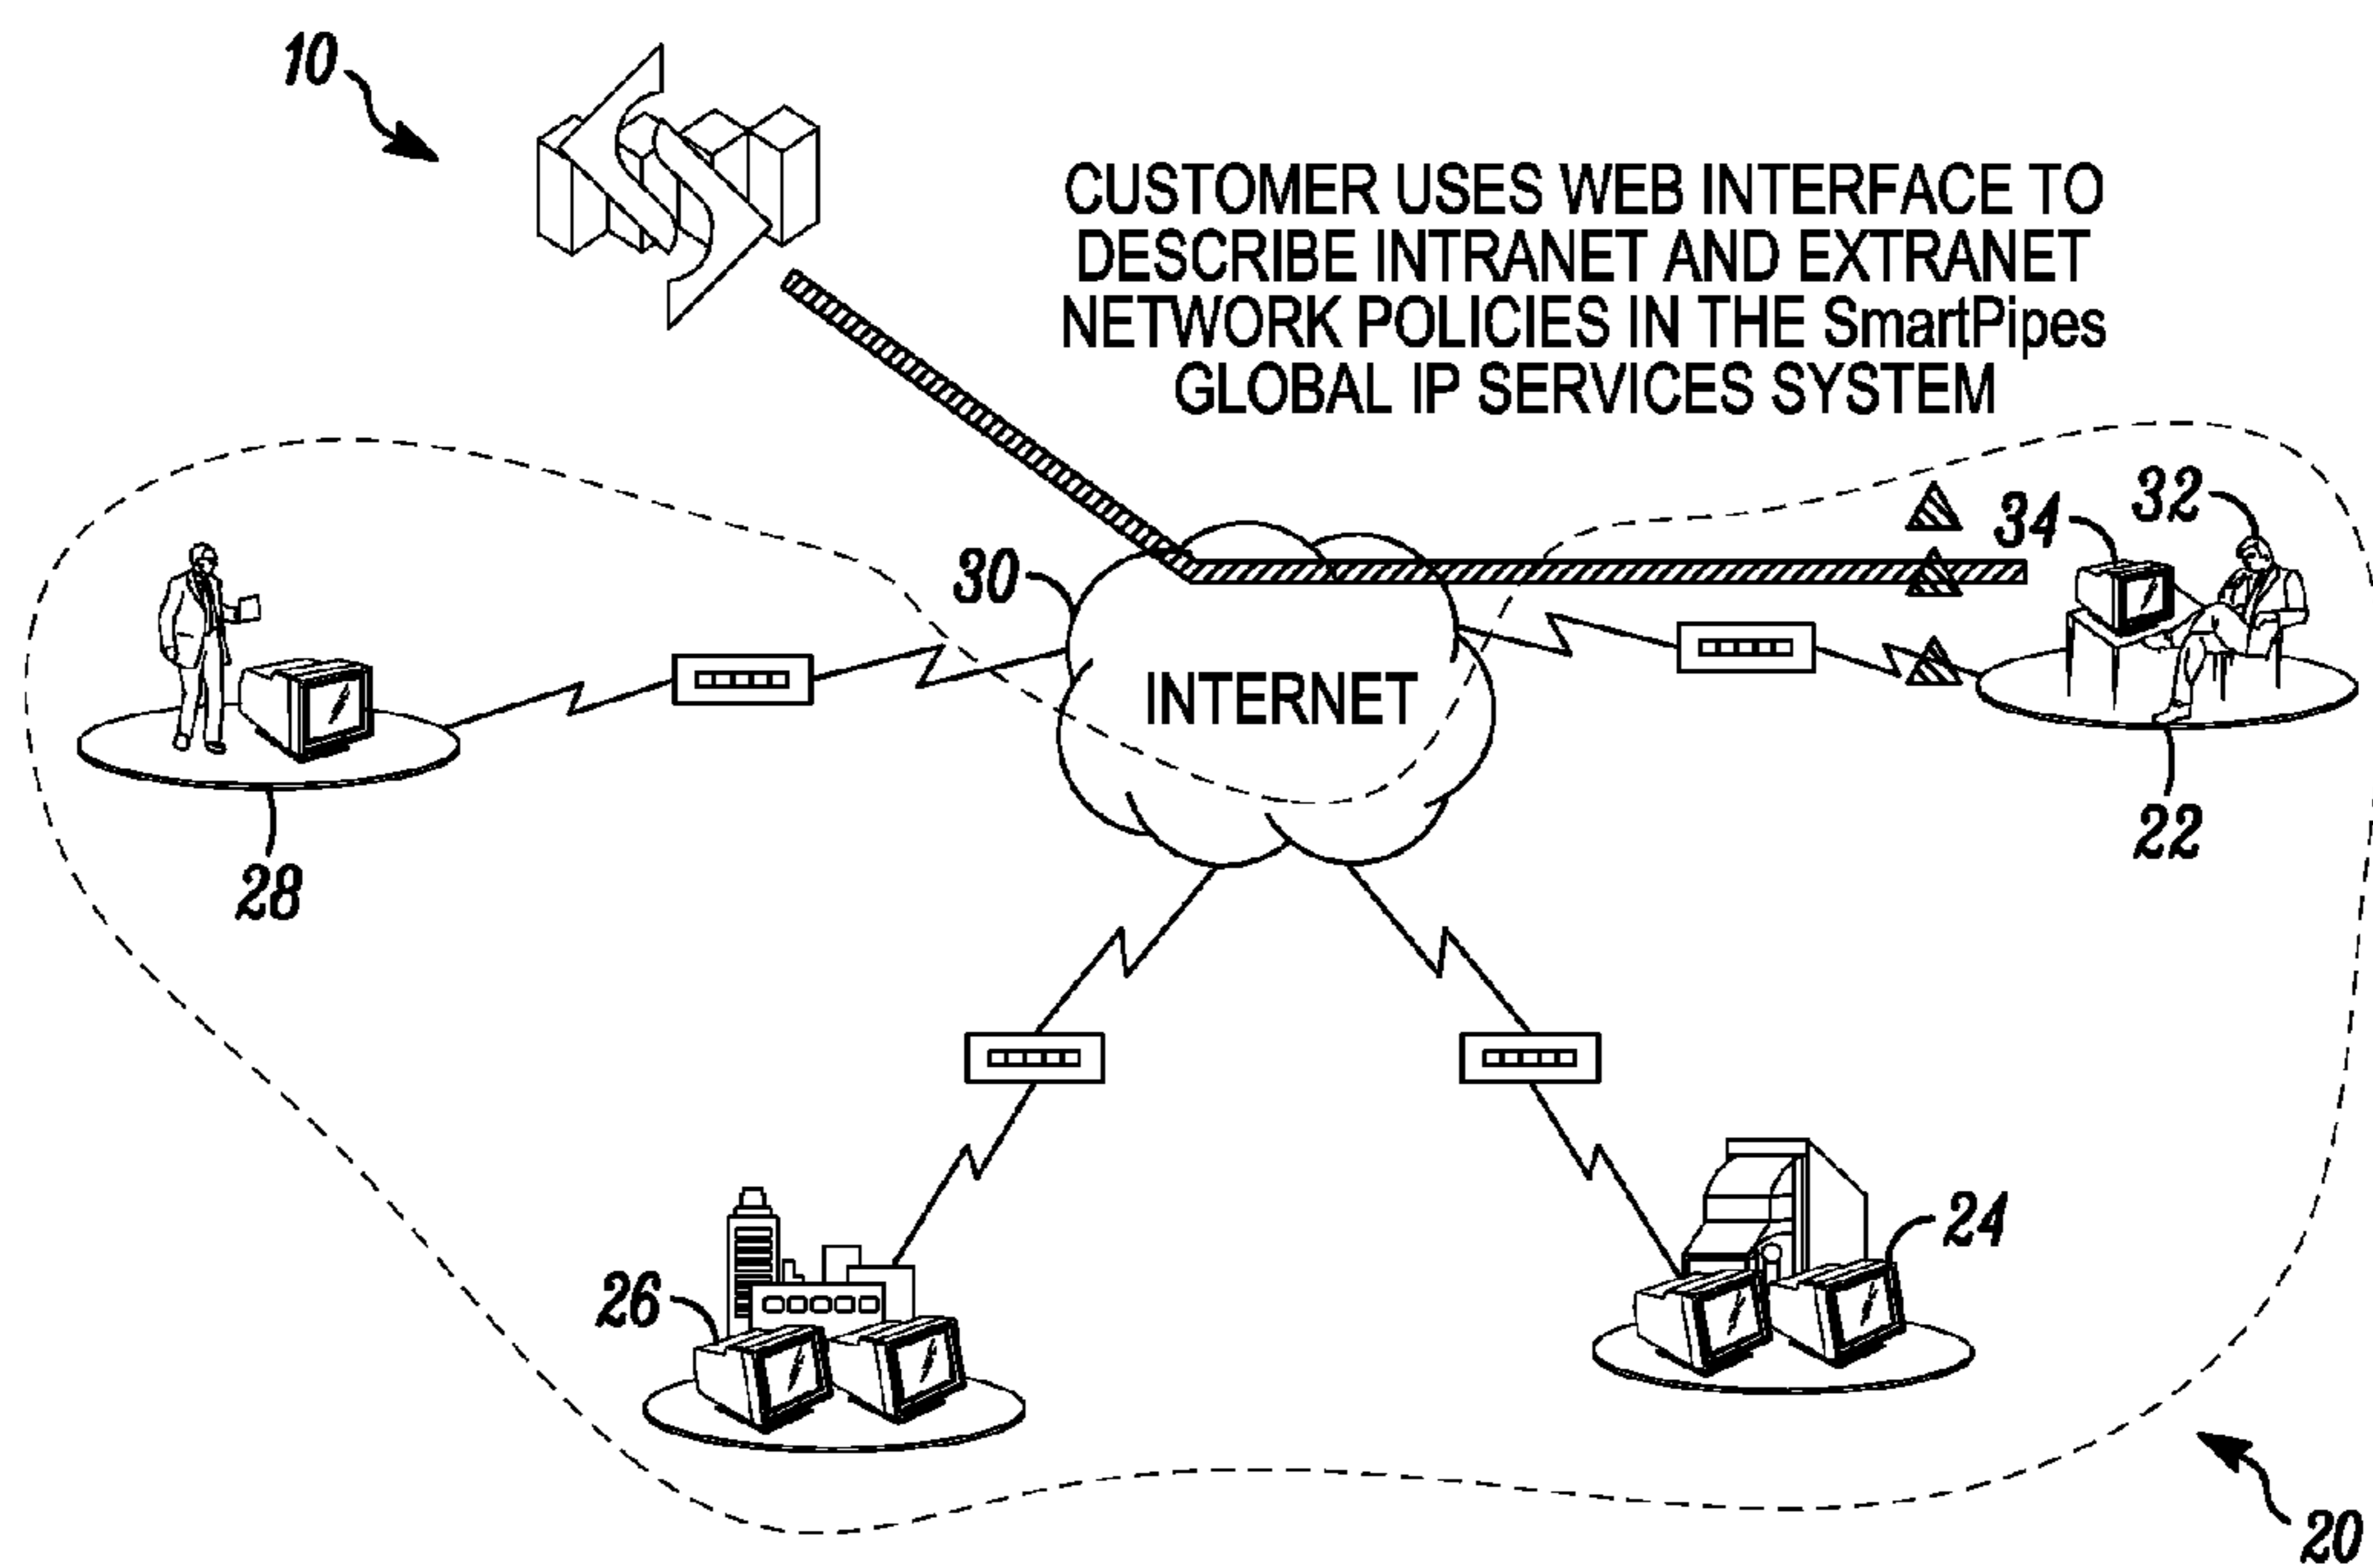 10
CUSTOMER USES WEB INTERFACE TO
DESCRIBE INTRANET AND EXTRANET
NETWORK POLICIES IN THE SmartPipes
GLOBAL IP SERVICES SYSTEM
34
32
30
INTERNET
22
28
24
26
20